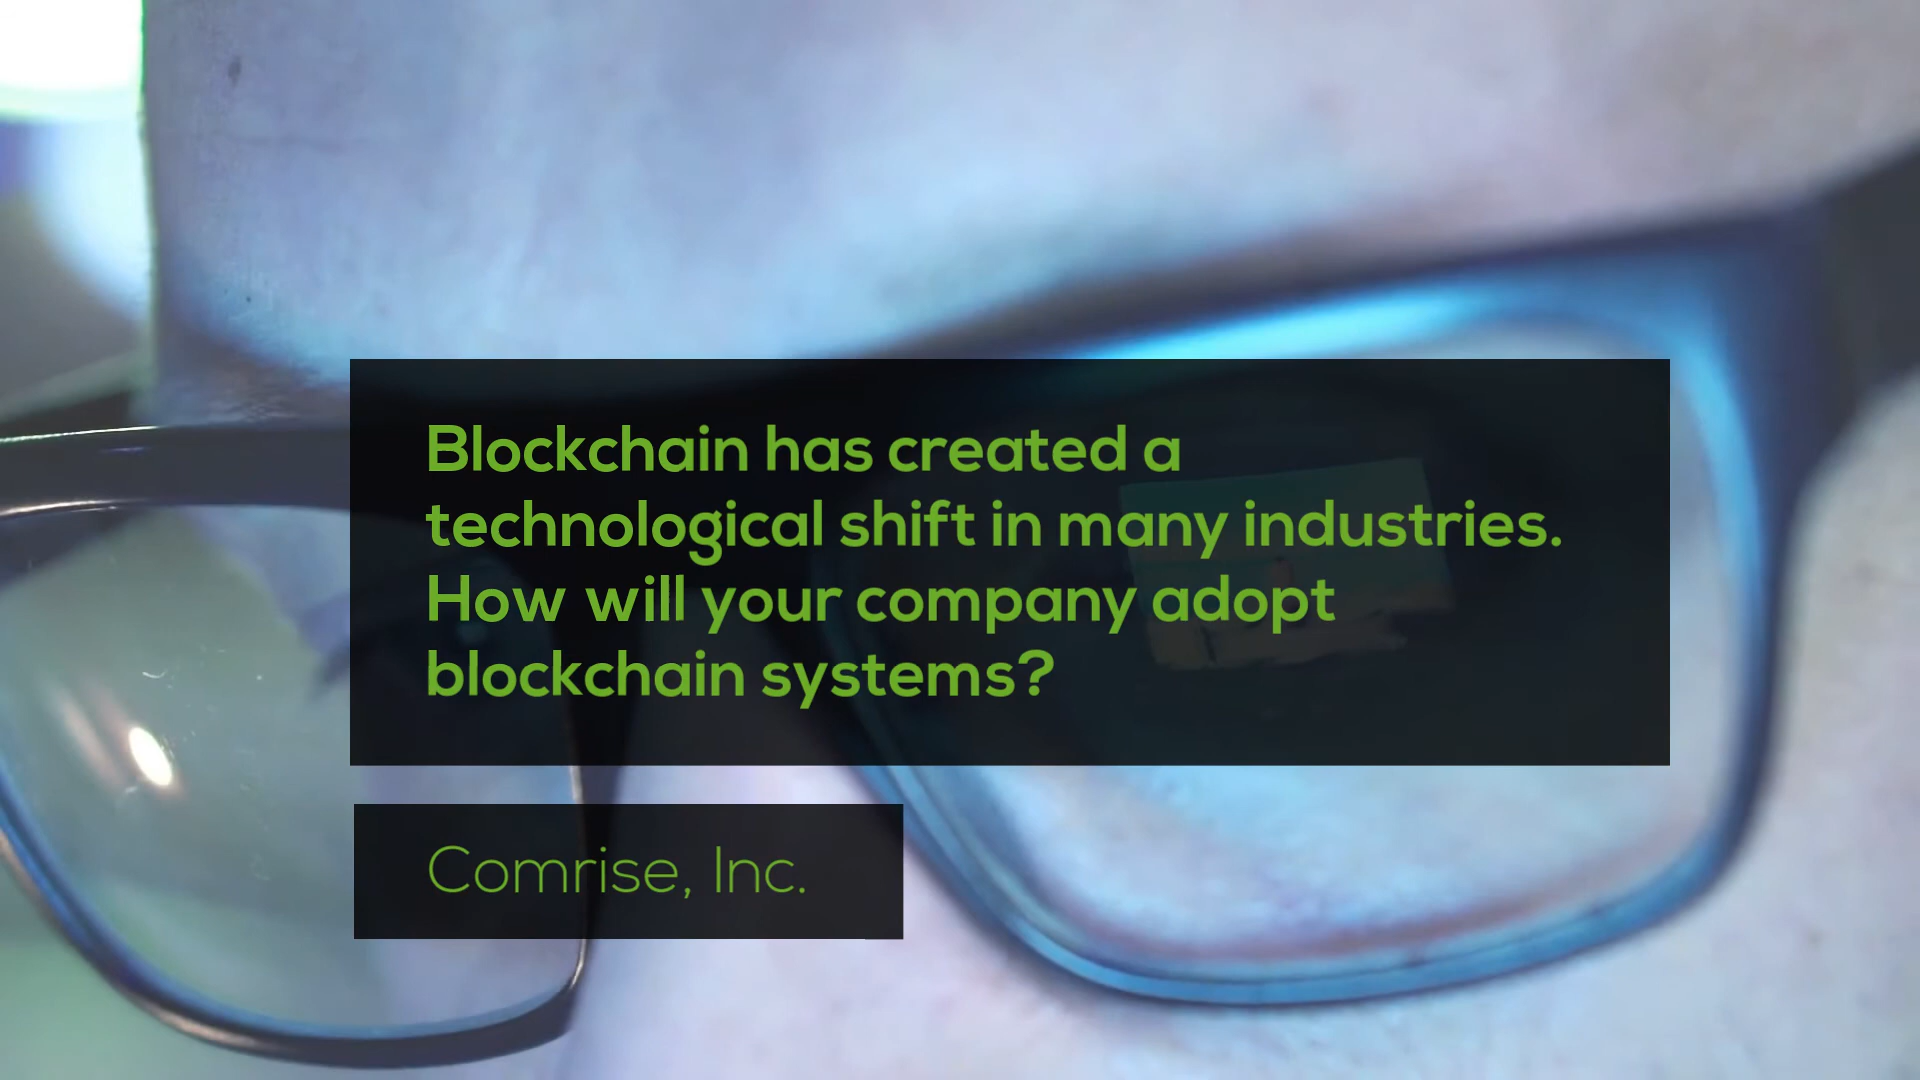 Blockchain has created a
technological shift in many industries.
How will your company adopt
blockchain systems?
Comrise, Inc.